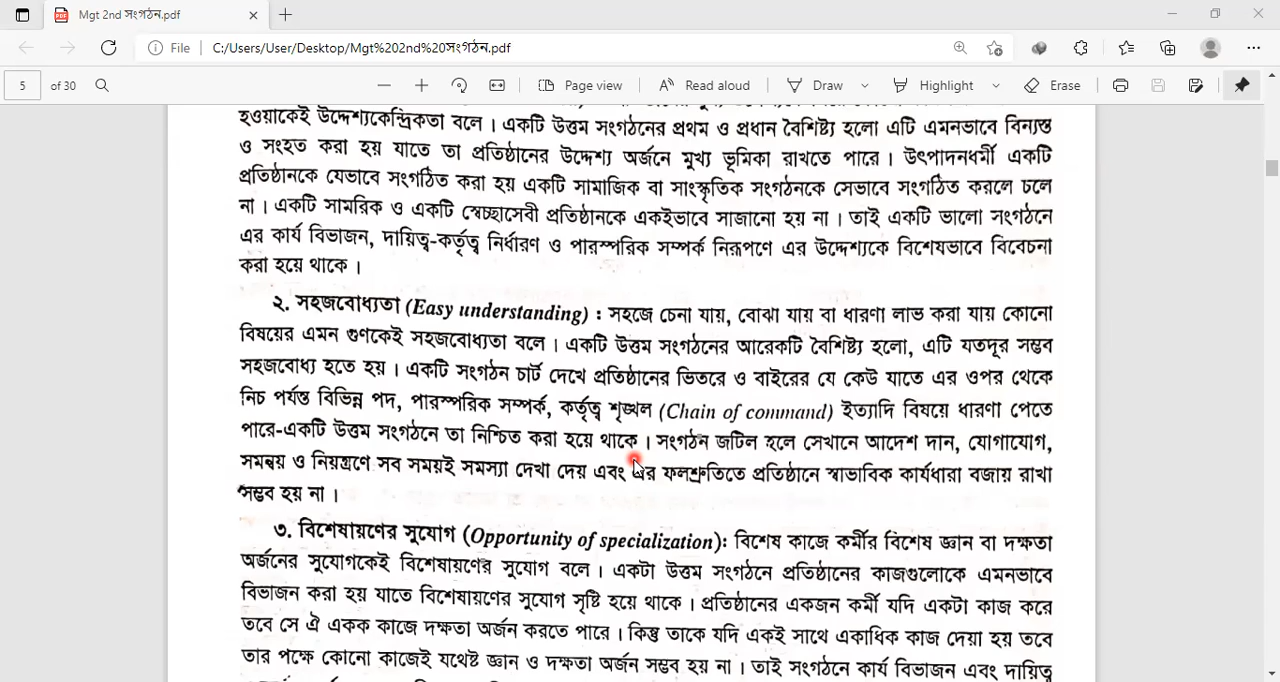 Mgt 2nd সংগঠন.pdf
File C:/Users/User/Desktop/Mgt%202nd%20সংগঠন.pdf
5 of 30 Page view Read aloud Draw Highlight Erase
হওয়াকেই উদ্দেশ্যকেন্দ্রিকতা বলে। একটি উত্তম সংগঠনের প্রথম ও প্রধান বৈশিষ্ট্য হলো এটি এমনভাবে বিন্যস্ত
ও সংহত করা হয় যাতে তা প্রতিষ্ঠানের উদ্দেশ্য অর্জনে মুখ্য ভূমিকা রাখতে পারে। উৎপাদনধর্মী একটি
প্রতিষ্ঠানকে যেভাবে সংগঠিত করা হয় একটি সামাজিক বা সাংস্কৃতিক সংগঠনকে সেভাবে সংগঠিত করলে চলে
না। একটি সামরিক ও একটি স্বেচ্ছাসেবী প্রতিষ্ঠানকে একইভাবে সাজানো হয় না। তাই একটি ভালো সংগঠনে
এর কার্য বিভাজন, দায়িত্ব-কর্তৃত্ব নির্ধারণ ও পারস্পরিক সম্পর্ক নিরূপণে এর উদ্দেশ্যকে বিশেষভাবে বিবেচনা
করা হয়ে থাকে।
২. সহজবোধ্যতা (Easy understanding) : সহজে চেনা যায়, বোঝা যায় বা ধারণা লাভ করা যায় কোনো
বিষয়ের এমন গুণকেই সহজবোধ্যতা বলে। একটি উত্তম সংগঠনের আরেকটি বৈশিষ্ট্য হলো, এটি যতদূর সম্ভব
সহজবোধ্য হতে হয়। একটি সংগঠন চার্ট দেখে প্রতিষ্ঠানের ভিতরে ও বাইরের যে কেউ যাতে এর ওপর থেকে
নিচ পর্যন্ত বিভিন্ন পদ, পারস্পরিক সম্পর্ক, কর্তৃত্ব শৃঙ্খল (Chain of command) ইত্যাদি বিষয়ে ধারণা পেতে
পারে-একটি উত্তম সংগঠনে তা নিশ্চিত করা হয়ে থাকে। সংগঠন জটিল হলে সেখানে আদেশ দান, যোগাযোগ,
সমন্বয় ও নিয়ন্ত্রণে সব সময়ই সমস্যা দেখা দেয় এবং এর ফলশ্রুতিতে প্রতিষ্ঠানে স্বাভাবিক কার্যধারা বজায় রাখা
সম্ভব হয় না।
৩. বিশেষায়ণের সুযোগ (Opportunity of specialization): বিশেষ কাজে কর্মীর বিশেষ জ্ঞান বা দক্ষতা
অর্জনের সুযোগকেই বিশেষায়ণের সুযোগ বলে। একটা উত্তম সংগঠনে প্রতিষ্ঠানের কাজগুলোকে এমনভাবে
বিভাজন করা হয় যাতে বিশেষায়ণের সুযোগ সৃষ্টি হয়ে থাকে। প্রতিষ্ঠানের একজন কর্মী যদি একটা কাজ করে
তবে সে ঐ একক কাজে দক্ষতা অর্জন করতে পারে। কিন্তু তাকে যদি একই সাথে একাধিক কাজ দেয়া হয় তবে
তার পক্ষে কোনো কাজেই যথেষ্ট জ্ঞান ও দক্ষতা অর্জন সম্ভব হয় না। তাই সংগঠনে কার্য বিভাজন এবং দায়িত্ব